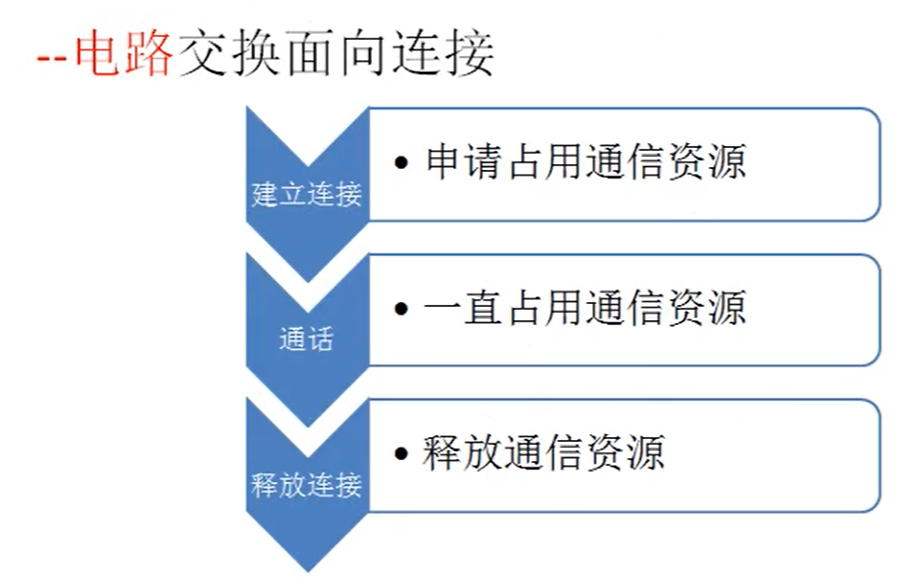 --电路交换面向连接
建立连接
• 申请占用通信资源
通话
• 一直占用通信资源
释放连接
• 释放通信资源